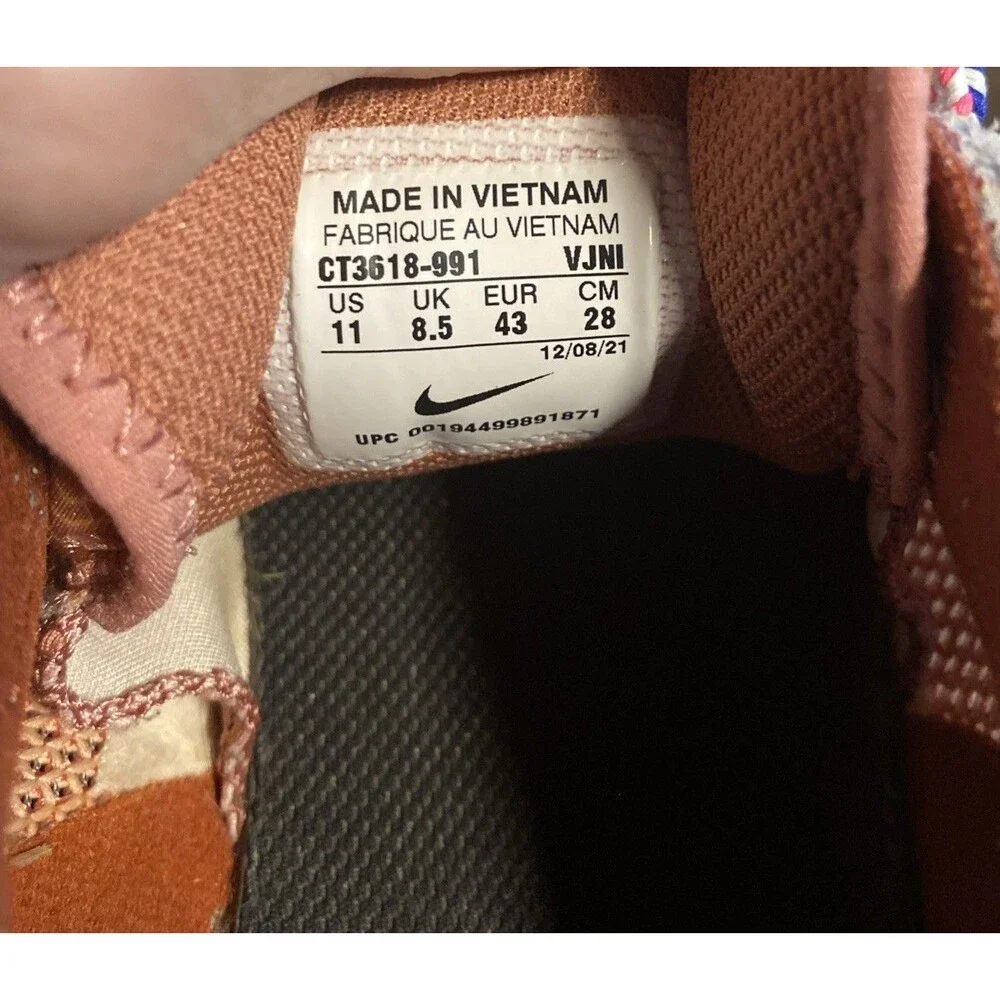 MADE IN VIETNAM
FABRIQUE AU VIETNAM
CT3618-991 VJNI
US UK EUR CM
11 8.5 43 28
12/08/21
UPC 00194499891871